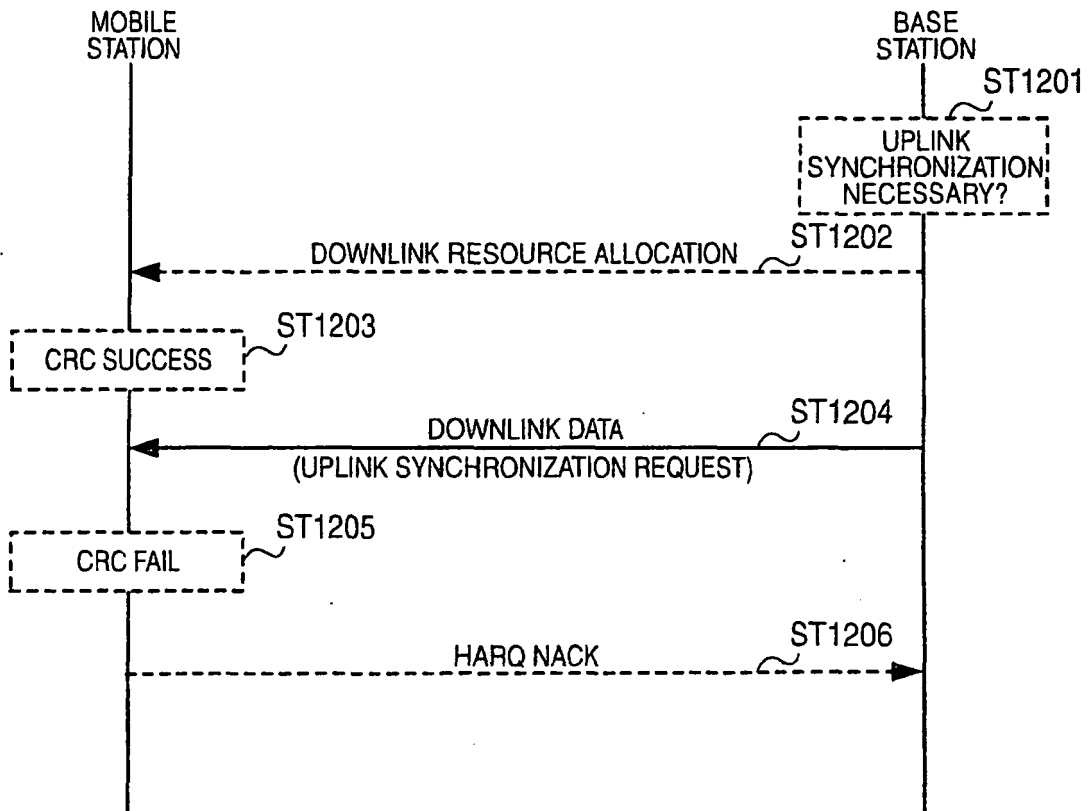 MOBILE
STATION
BASE
STATION
ST1201
UPLINK
SYNCHRONIZATION
NECESSARY?
DOWNLINK RESOURCE ALLOCATION
ST1202
CRC SUCCESS
ST1203
DOWNLINK DATA
ST1204
(UPLINK SYNCHRONIZATION REQUEST)
CRC FAIL
ST1205
HARQ NACK
ST1206